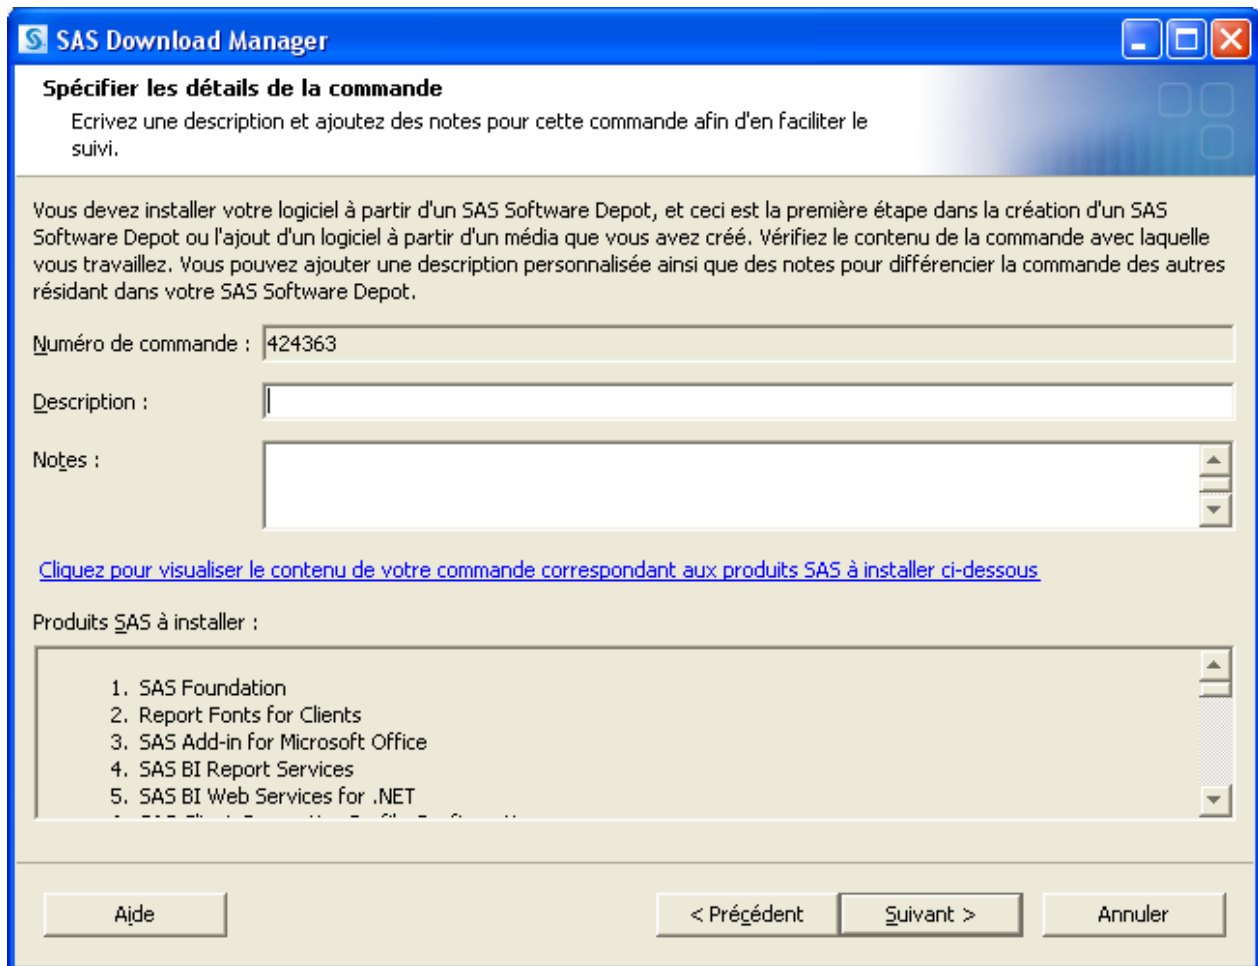 SAS Download Manager
Spécifier les détails de la commande
Ecrivez une description et ajoutez des notes pour cette commande afin d'en faciliter le
suivi.
Vous devez installer votre logiciel à partir d'un SAS Software Depot, et ceci est la première étape dans la création d'un SAS
Software Depot ou l'ajout d'un logiciel à partir d'un média que vous avez créé. Vérifiez le contenu de la commande avec laquelle
vous travaillez. Vous pouvez ajouter une description personnalisée ainsi que des notes pour différencier la commande des autres
résidant dans votre SAS Software Depot.
Numéro de commande : 424363
Description :
Notes :
Cliquez pour visualiser le contenu de votre commande correspondant aux produits SAS à installer ci-dessous
Produits SAS à installer :
1. SAS Foundation
2. Report Fonts for Clients
3. SAS Add-in for Microsoft Office
4. SAS BI Report Services
5. SAS BI Web Services for .NET
Aide < Précédent Suivant > Annuler